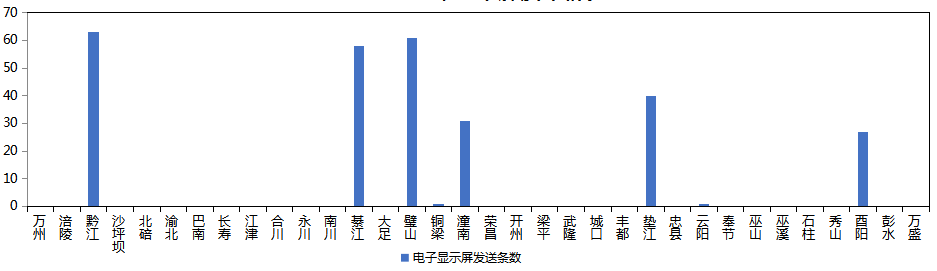 70
60
50
40
30
20
10
0
万州
涪陵
黔江
沙坪坝
北碚
渝北
巴南
长寿
江津
合川
永川
南川
綦江
大足
璧山
铜梁
潼南
荣昌
开州
梁平
武隆
城口
丰都
垫江
忠县
云阳
奉节
巫山
巫溪
石柱
秀山
酉阳
彭水
万盛
电子显示屏发送条数